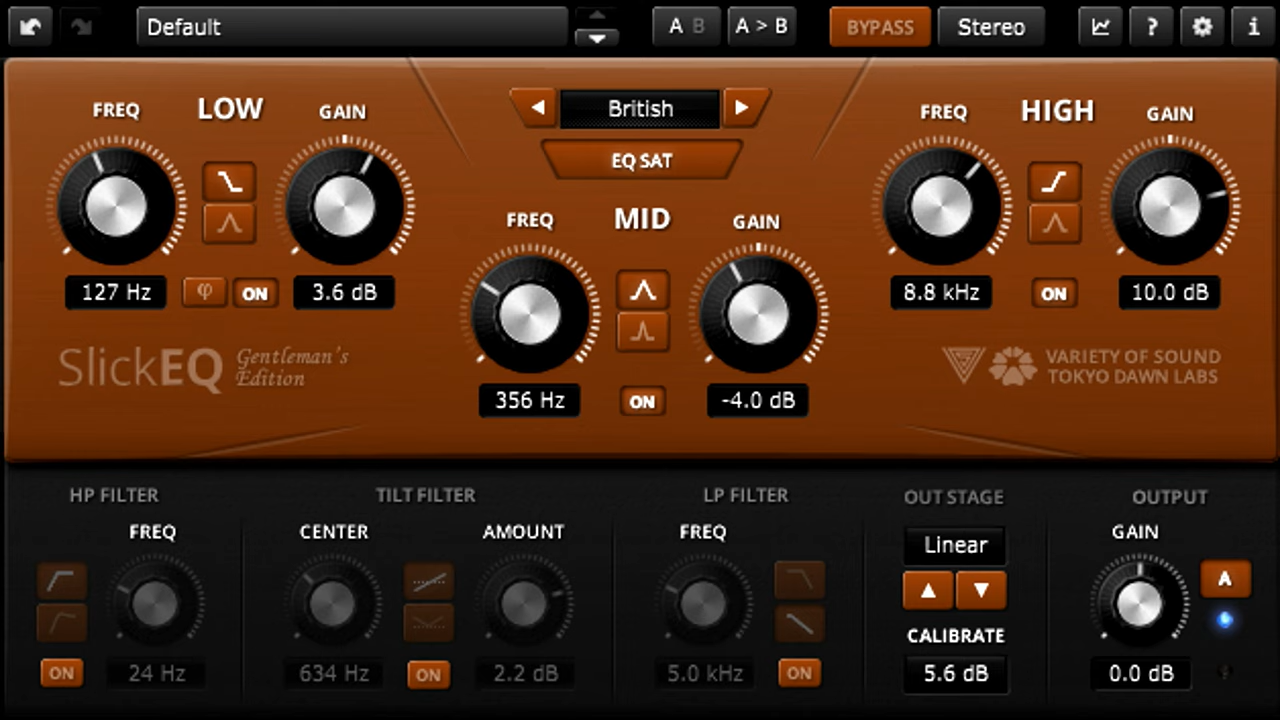 Default
A B
A > B
BYPASS
Stereo
?
i
FREQ LOW GAIN
British
FREQ HIGH GAIN
EQ SAT
FREQ MID GAIN
127 Hz
φ
ON
3.6 dB
8.8 kHz
ON
10.0 dB
SlickEQ Gentleman's
Edition
VARIETY OF SOUND
TOKYO DAWN LABS
356 Hz
ON
-4.0 dB
HP FILTER
TILT FILTER
LP FILTER
OUT STAGE
OUTPUT
FREQ
CENTER
AMOUNT
FREQ
Linear
GAIN
A
▲ ▼
CALIBRATE
ON
24 Hz
634 Hz
ON
2.2 dB
5.0 kHz
ON
5.6 dB
0.0 dB